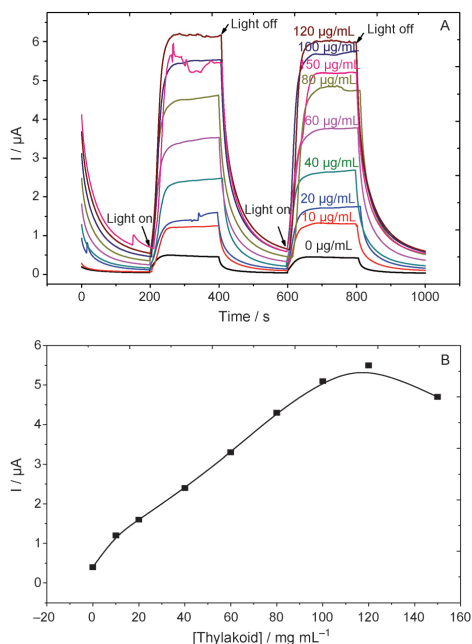 A
Light off
Light off
120 µg/mL
100 µg/mL
50 µg/mL
80 µg/mL
60 µg/mL
40 µg/mL
20 µg/mL
10 µg/mL
0 µg/mL
Light on
Light on
I / µA
6
5
4
3
2
1
0
0 200 400 600 800 1000
Time / s
B
I / µA
6
5
4
3
2
1
0
−20 0 20 40 60 80 100 120 140 160
[Thylakoid] / mg mL⁻¹